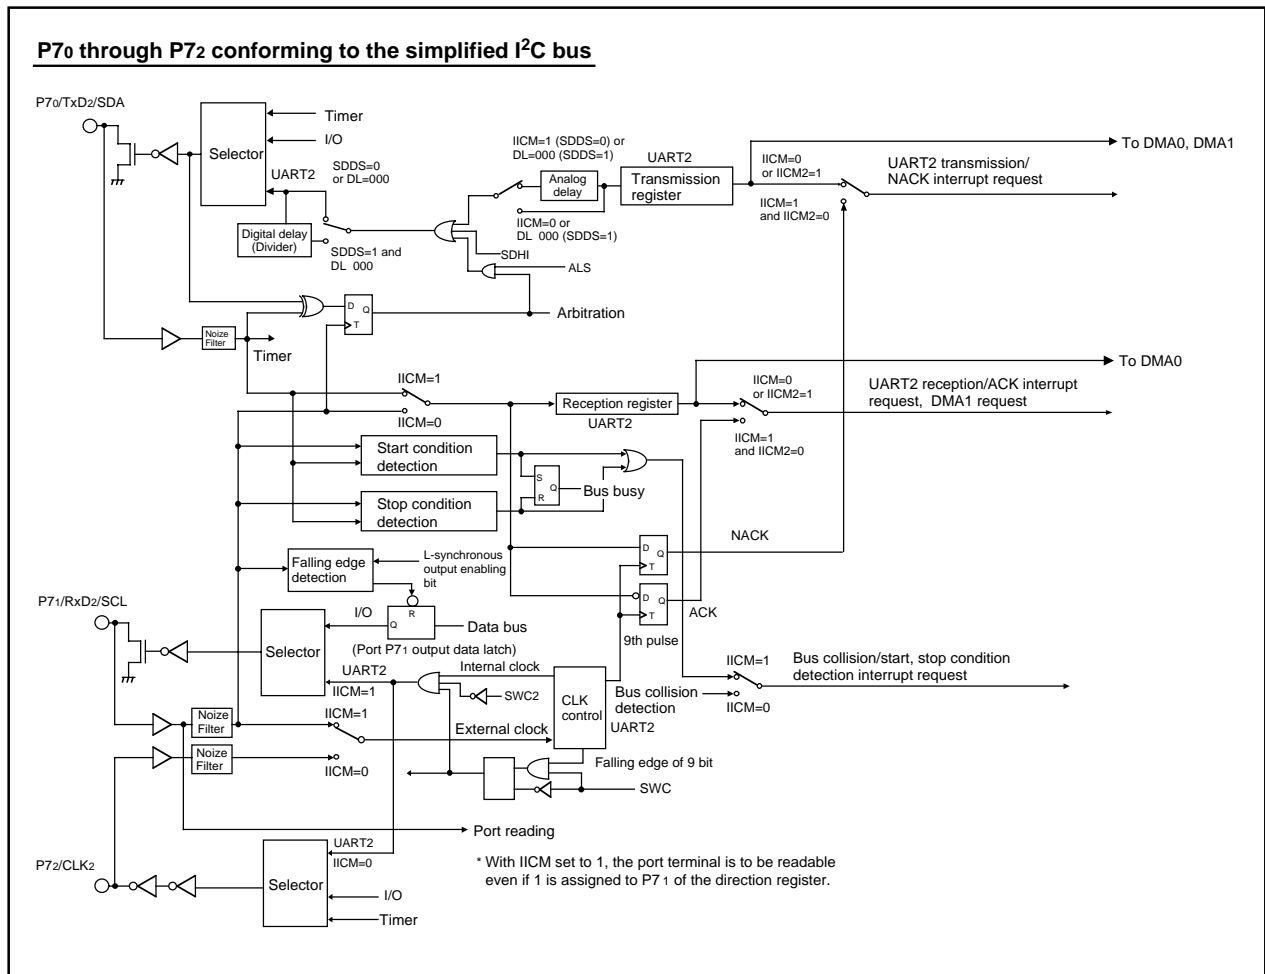 P70 through P72 conforming to the simplified I2C bus
P70/TxD2/SDA
Selector
Timer
I/O
UART2
SDDS=0
or DL=000
Digital delay
(Divider)
SDDS=1 and
DL 000
IICM=1 (SDDS=0) or
DL=000 (SDDS=1)
Analog
delay
IICM=0 or
DL 000 (SDDS=1)
SDHI
ALS
UART2
Transmission
register
To DMA0, DMA1
IICM=0
or IICM2=1
IICM=1
and IICM2=0
UART2 transmission/
NACK interrupt request
D
Q
T
Arbitration
Noize
Filter
Timer
IICM=1
IICM=0
Reception register
UART2
To DMA0
IICM=0
or IICM2=1
IICM=1
and IICM2=0
UART2 reception/ACK interrupt
request, DMA1 request
Start condition
detection
Stop condition
detection
S
R
Q
Bus busy
NACK
D
Q
T
D
Q
T
ACK
9th pulse
Falling edge
detection
L-synchronous
output enabling
bit
P71/RxD2/SCL
Selector
I/O
R
Q
Data bus
(Port P71 output data latch)
UART2
IICM=1
Internal clock
SWC2
CLK
control
UART2
Bus collision
detection
IICM=1
IICM=0
Bus collision/start, stop condition
detection interrupt request
Noize
Filter
IICM=1
External clock
Noize
Filter
IICM=0
Falling edge of 9 bit
SWC
Port reading
P72/CLK2
UART2
IICM=0
Selector
I/O
Timer
* With IICM set to 1, the port terminal is to be readable
even if 1 is assigned to P71 of the direction register.